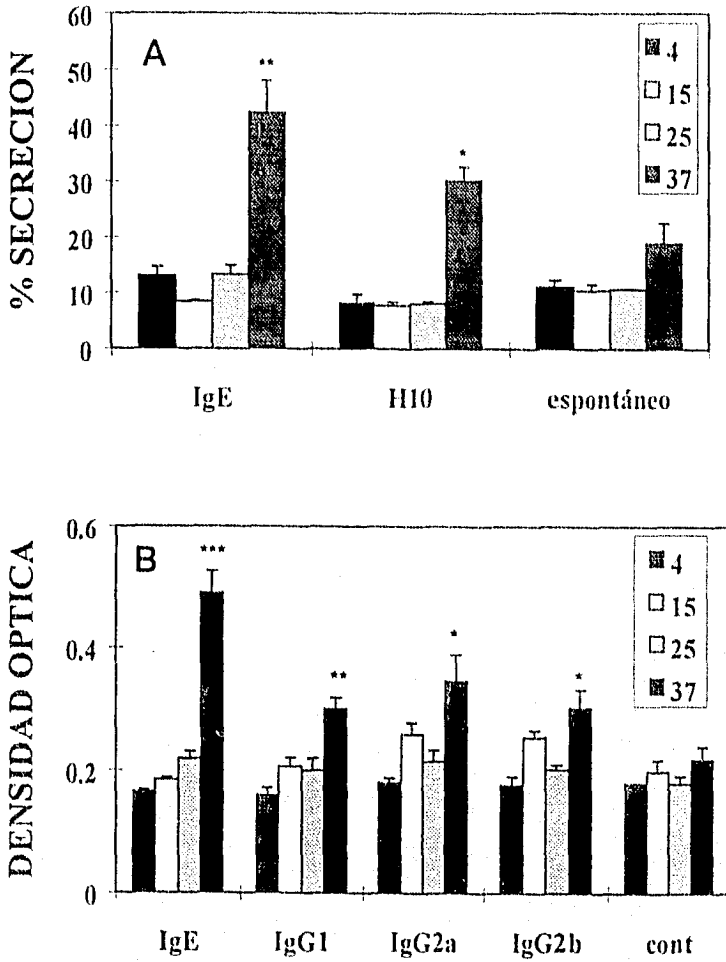 60
50
40
30
20
10
0
% SECRECION
A
**
*
4
15
25
37
IgE
H10
espontáneo
0.6
0.4
0.2
0
DENSIDAD OPTICA
B
***
**
*
*
4
15
25
37
IgE
IgG1
IgG2a
IgG2b
cont